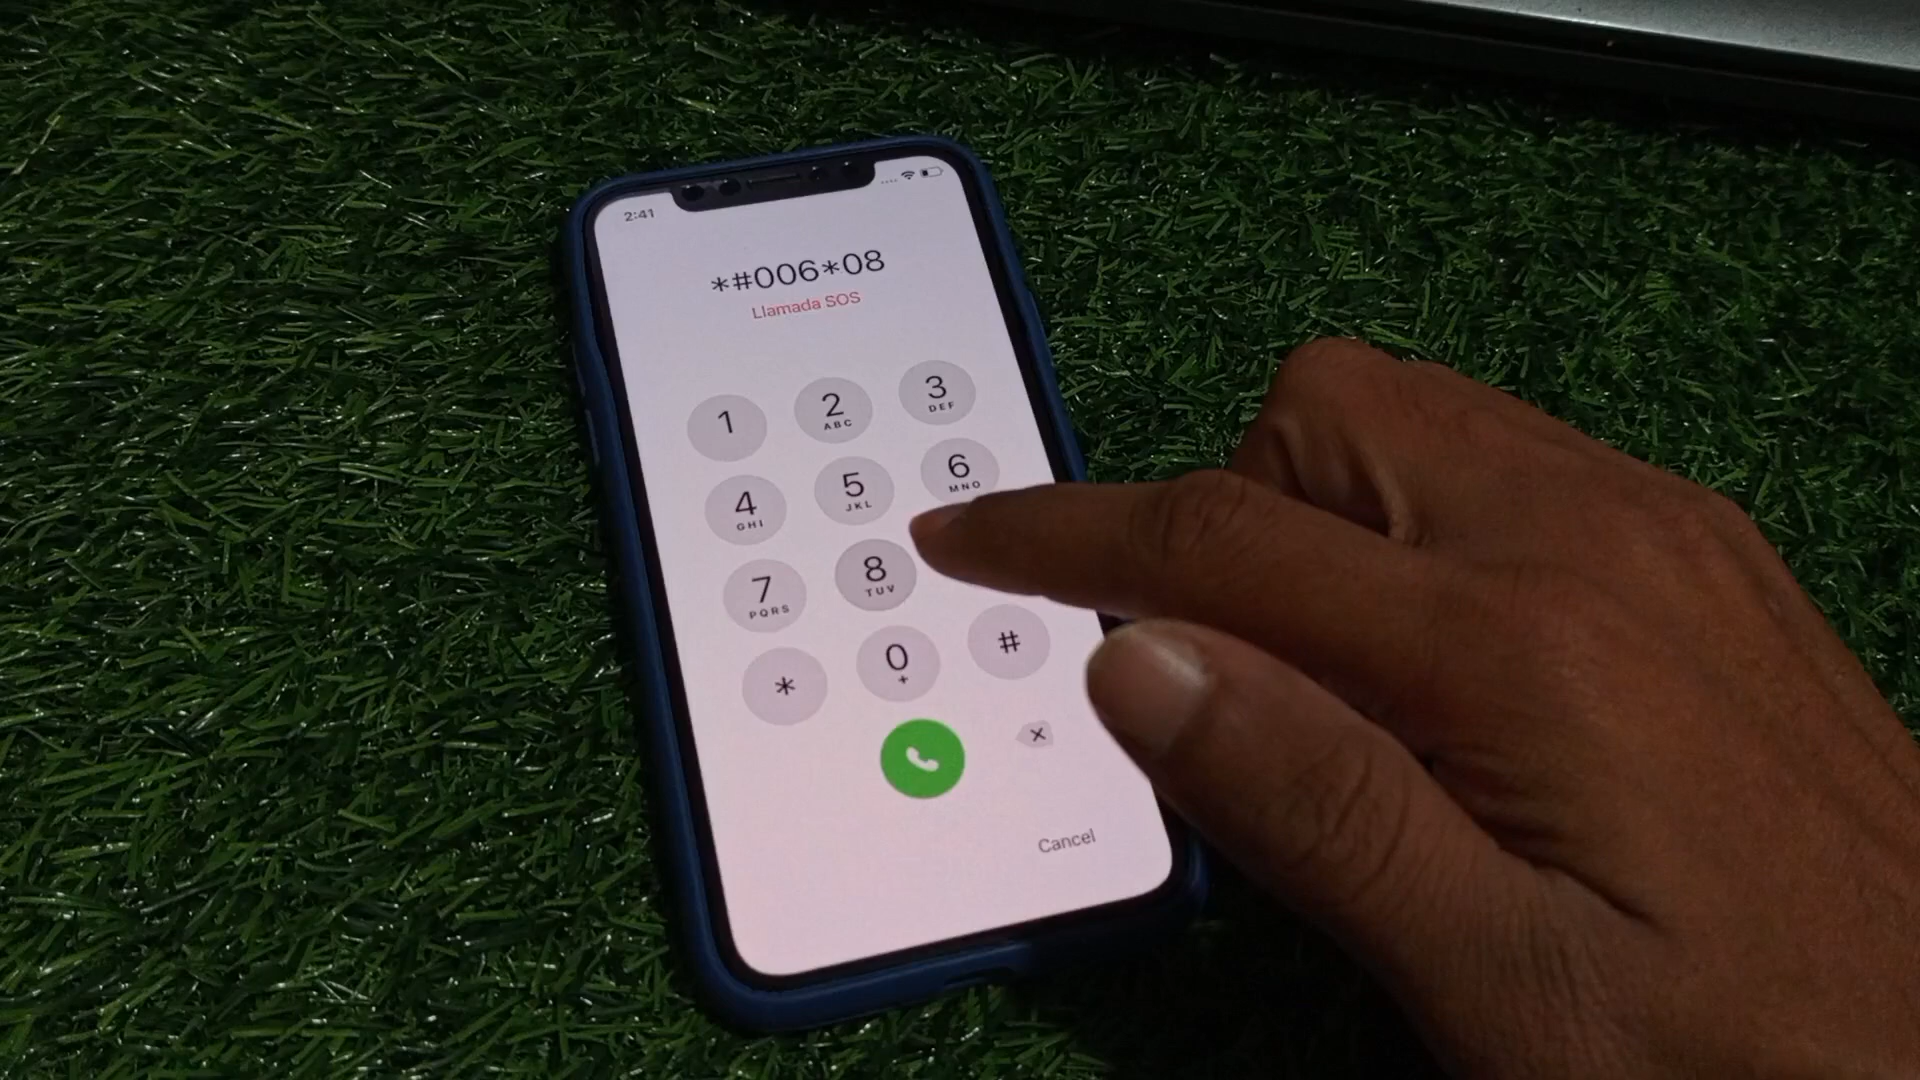 2:41
*#006*08
Llamada SOS
1
2
ABC
3
DEF
4
GHI
5
JKL
6
MNO
7
PQRS
8
TUV
*
0
+
#
Cancel